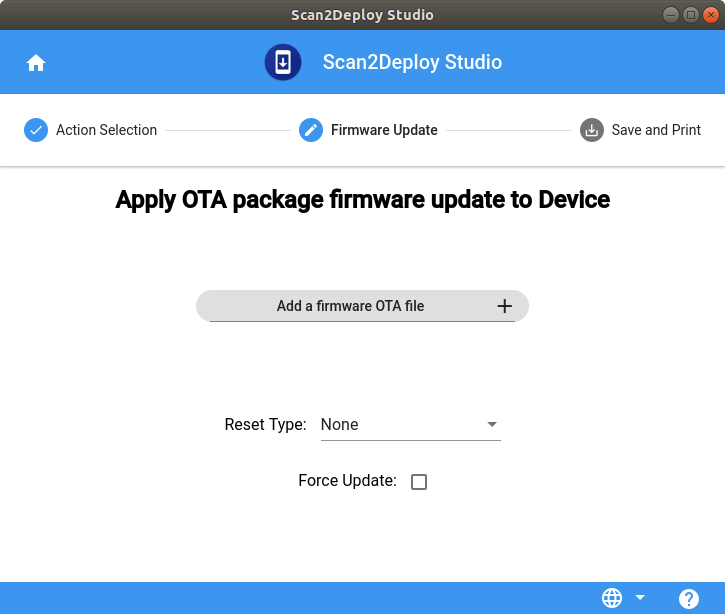 Scan2Deploy Studio
Scan2Deploy Studio
Action Selection
Firmware Update
Save and Print
Apply OTA package firmware update to Device
Add a firmware OTA file
Reset Type: None
Force Update: